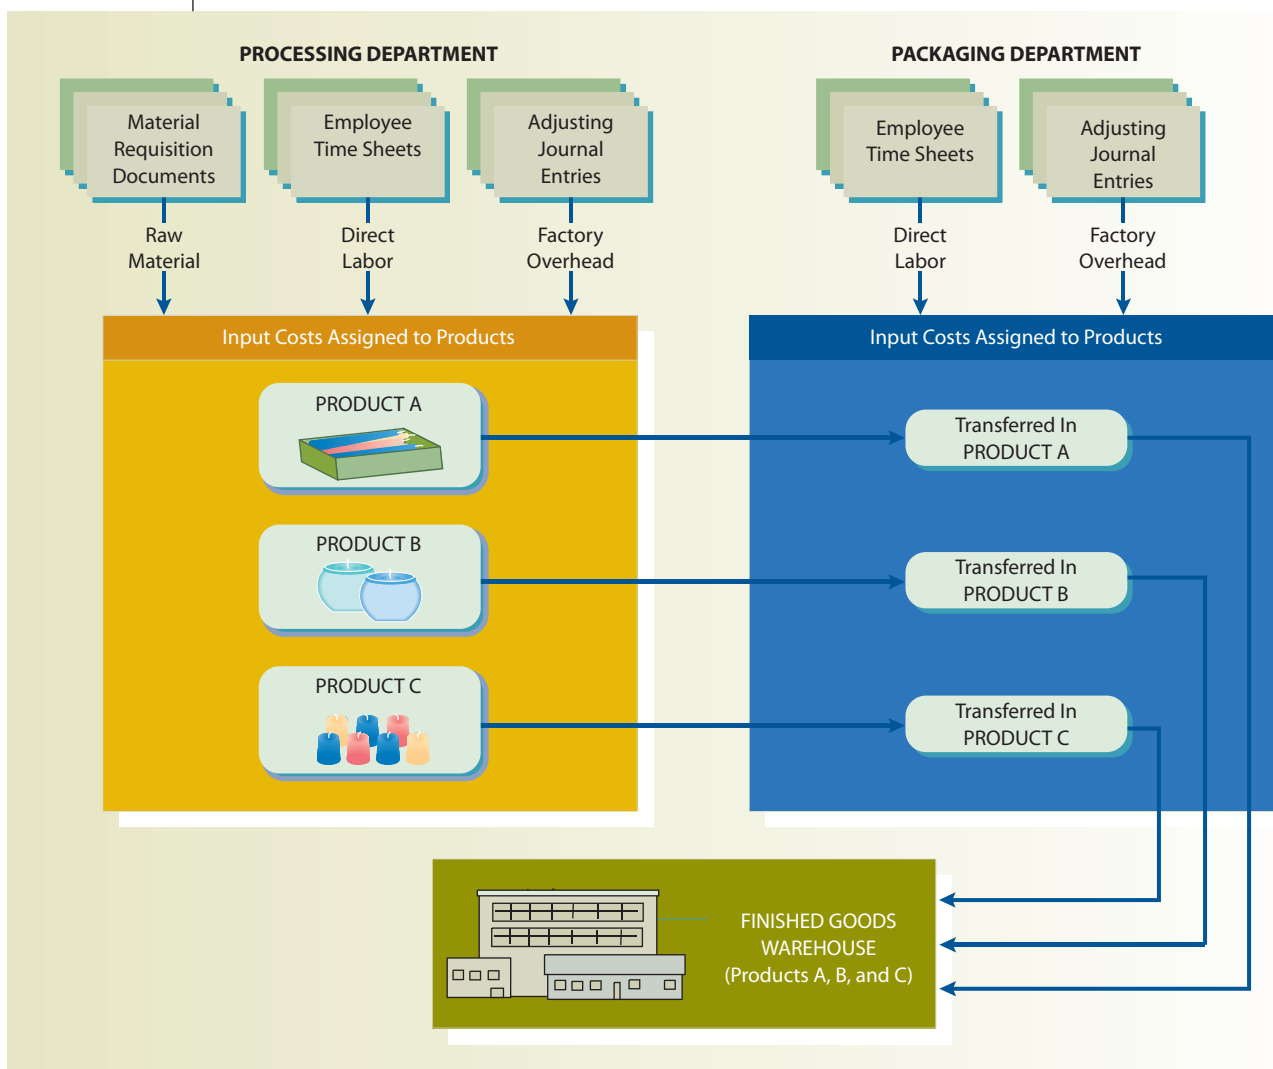 PROCESSING DEPARTMENT
Material
Requisition
Documents
Employee
Time Sheets
Adjusting
Journal
Entries
Raw
Material
Direct
Labor
Factory
Overhead
Input Costs Assigned to Products
PRODUCT A
PRODUCT B
PRODUCT C
PACKAGING DEPARTMENT
Employee
Time Sheets
Adjusting
Journal
Entries
Direct
Labor
Factory
Overhead
Input Costs Assigned to Products
Transferred In
PRODUCT A
Transferred In
PRODUCT B
Transferred In
PRODUCT C
FINISHED GOODS
WAREHOUSE
(Products A, B, and C)